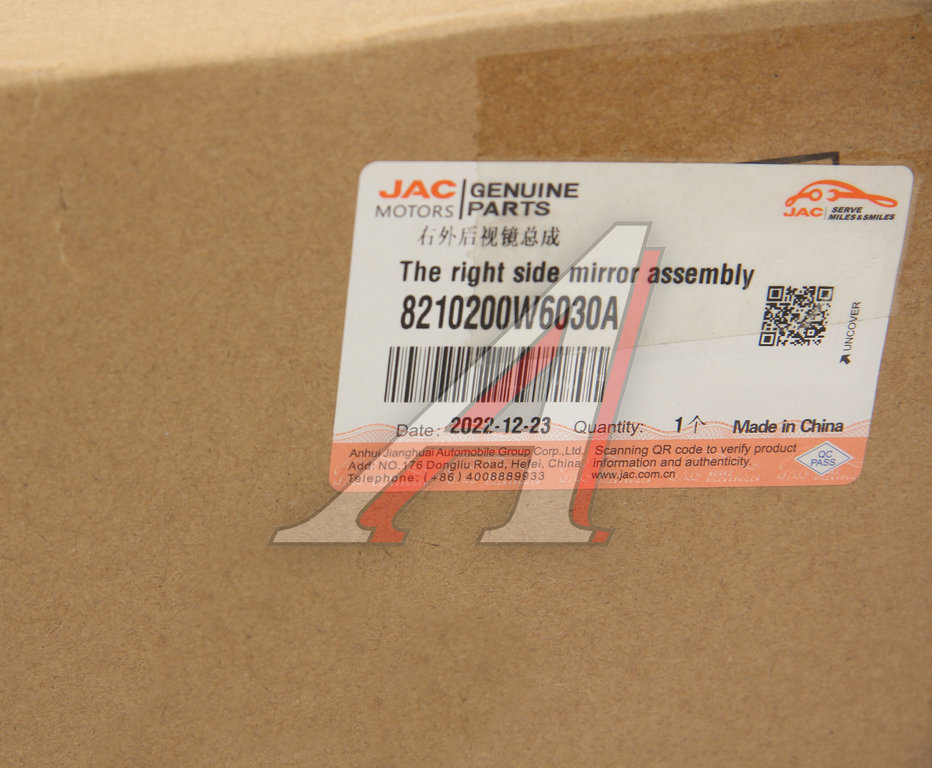 JAC MOTORS GENUINE PARTS
JAC SERVE MILES&SMILES
右外后视镜总成
The right side mirror assembly
8210200W6030A
UNCOVER
Date: 2022-12-23 Quantity: 1个 Made in China
Anhui Jianghuai Automobile Group Corp.,Ltd.
Add: NO.176 Dongliu Road, Hefei, China
Telephone: (+86) 4008889933
Scanning QR code to verify product
information and authenticity.
www.jac.com.cn
QC
PASS